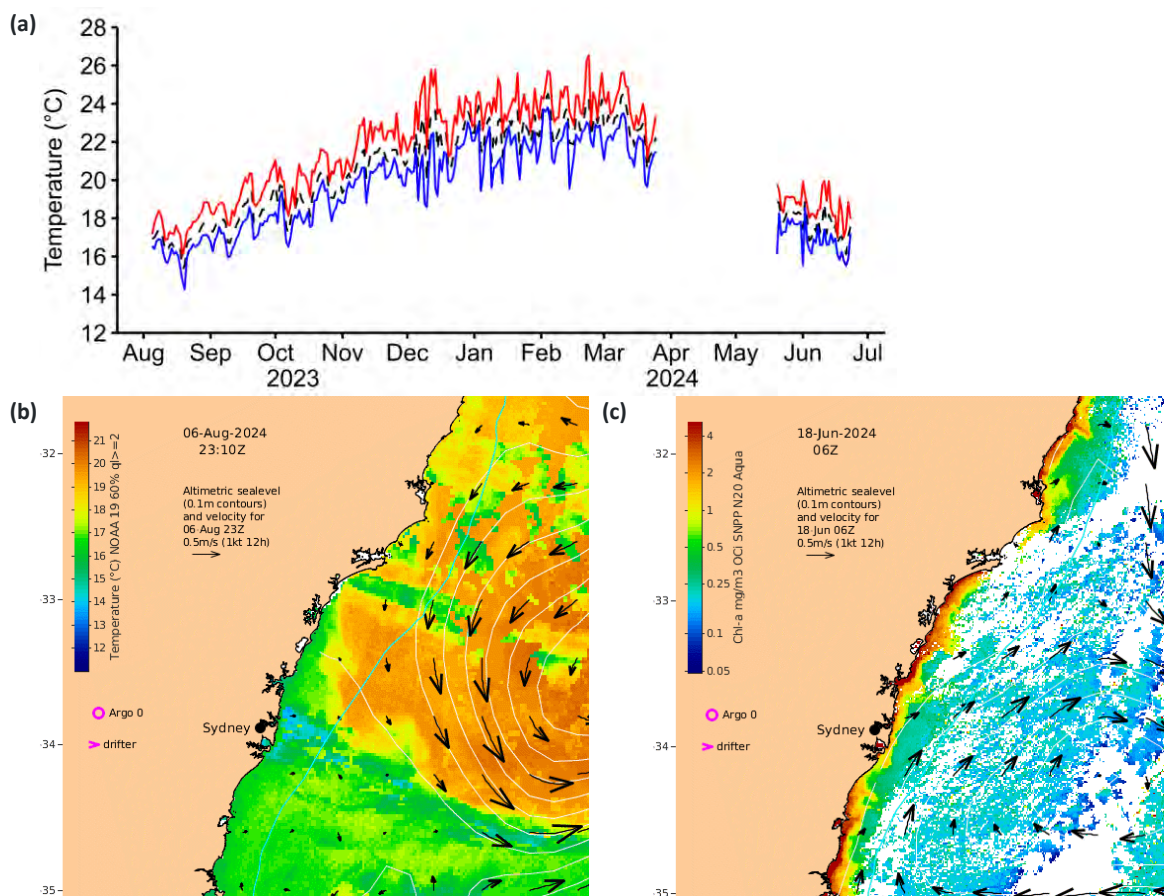 (a)
28
26
24
22
20
18
16
14
12
Temperature (°C)
Aug Sep Oct Nov Dec Jan Feb Mar Apr May Jun Jul
2023 2024
(b)
21
20
19
18
17
16
15
14
13
12
Temperature (°C) NOAA 19 60% ql>=2
06-Aug-2024
23:10Z
Altimetric sealevel
(0.1m contours)
and velocity for
06-Aug 23Z
0.5m/s (1kt 12h)
Argo 0
drifter
Sydney
-32
-33
-34
-35
(c)
4
2
1
0.5
0.25
0.1
0.05
Chl-a mg/m3 OCI SNPP N20 Aqua
18-Jun-2024
06Z
Altimetric sealevel
(0.1m contours)
and velocity for
18-Jun 06Z
0.5m/s (1kt 12h)
Argo 0
drifter
Sydney
-32
-33
-34
-35